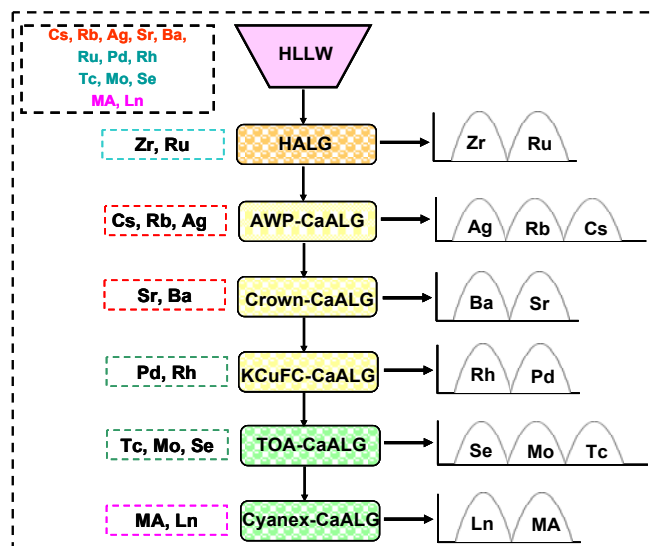 Cs, Rb, Ag, Sr, Ba,
Ru, Pd, Rh
Tc, Mo, Se
MA, Ln
HLLW
Zr, Ru
HALG
Zr Ru
Cs, Rb, Ag
AWP-CaALG
Ag Rb Cs
Sr, Ba
Crown-CaALG
Ba Sr
Pd, Rh
KCuFC-CaALG
Rh Pd
Tc, Mo, Se
TOA-CaALG
Se Mo Tc
MA, Ln
Cyanex-CaALG
Ln MA